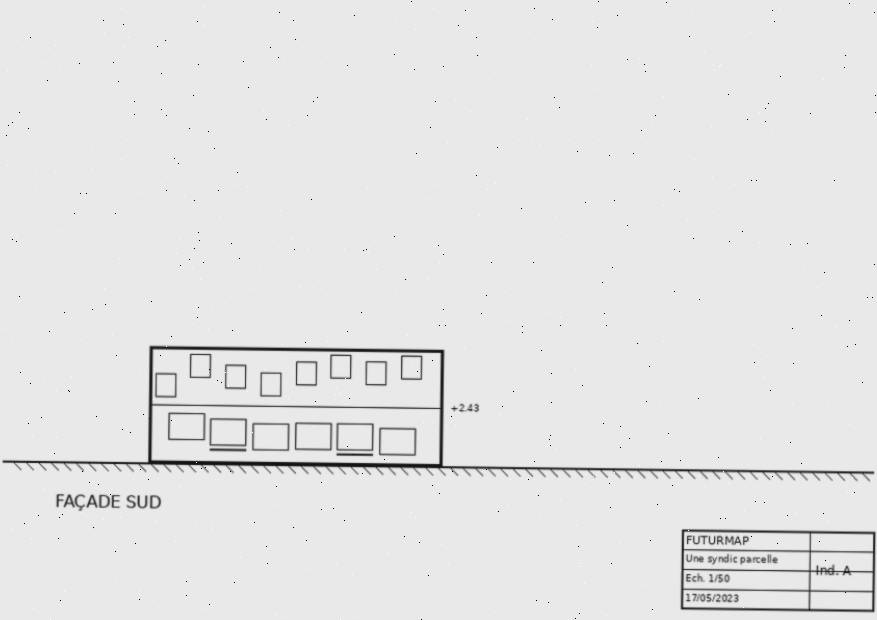 +2.43
FAÇADE SUD
FUTURMAP
Une syndic parcelle
Ind. A
Ech. 1/50
17/05/2023